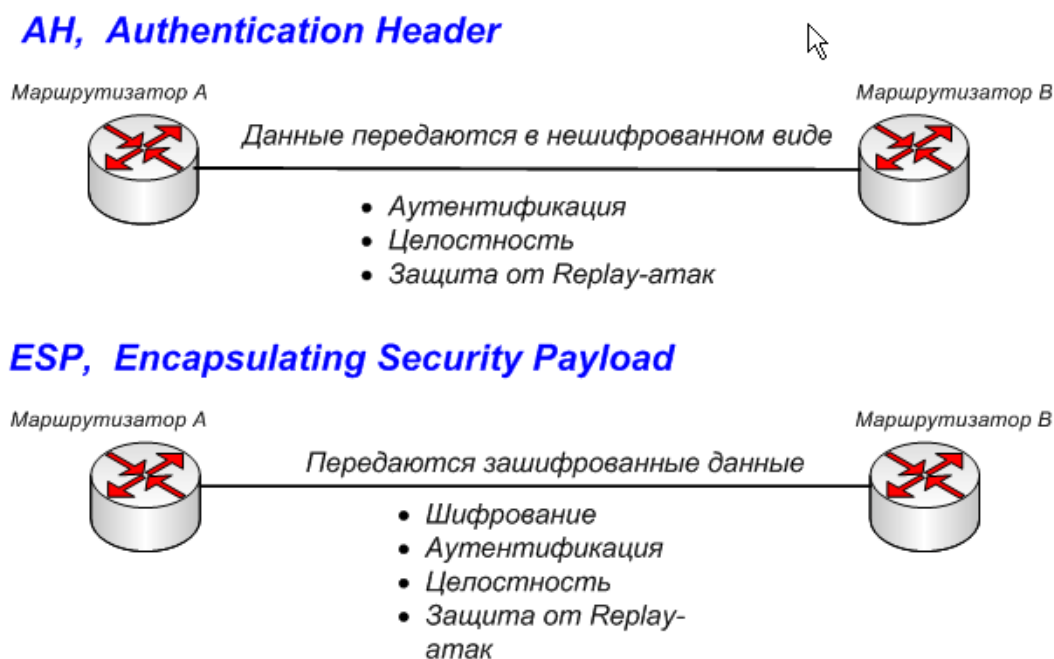 AH, Authentication Header
Маршрутизатор А
Маршрутизатор В
Данные передаются в нешифрованном виде
• Аутентификация
• Целостность
• Защита от Replay-атак
ESP, Encapsulating Security Payload
Маршрутизатор А
Маршрутизатор В
Передаются зашифрованные данные
• Шифрование
• Аутентификация
• Целостность
• Защита от Replay-
атак